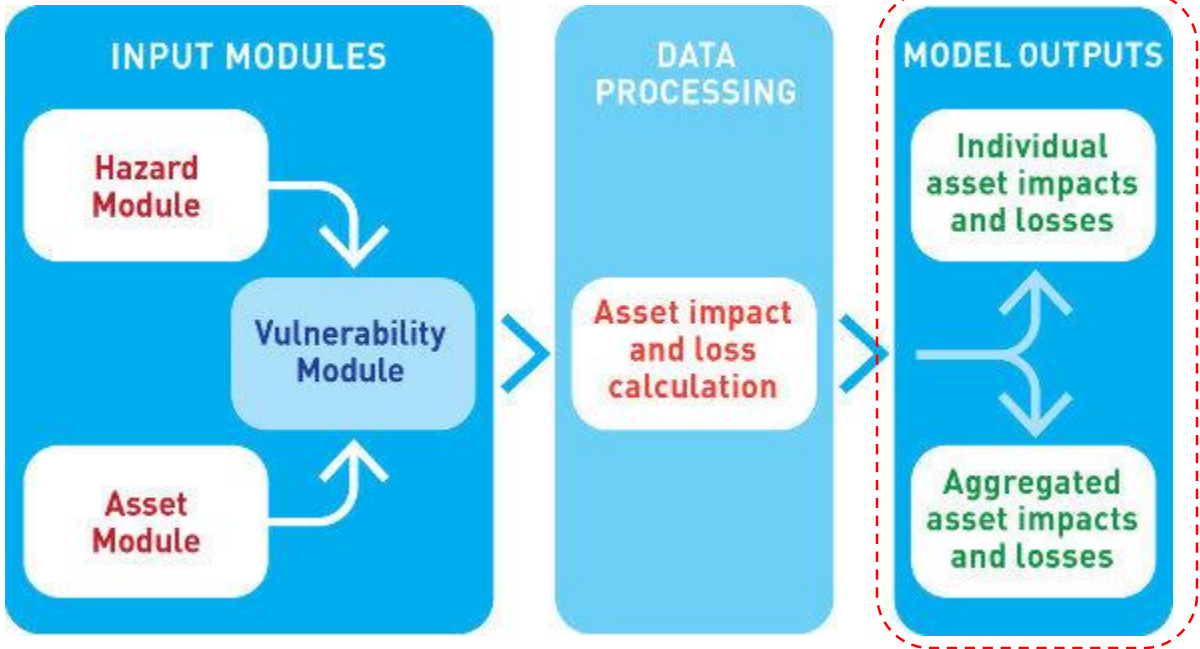 INPUT MODULES
Hazard
Module
Vulnerability
Module
Asset
Module
DATA
PROCESSING
Asset impact
and loss
calculation
MODEL OUTPUTS
Individual
asset impacts
and losses
Aggregated
asset impacts
and losses